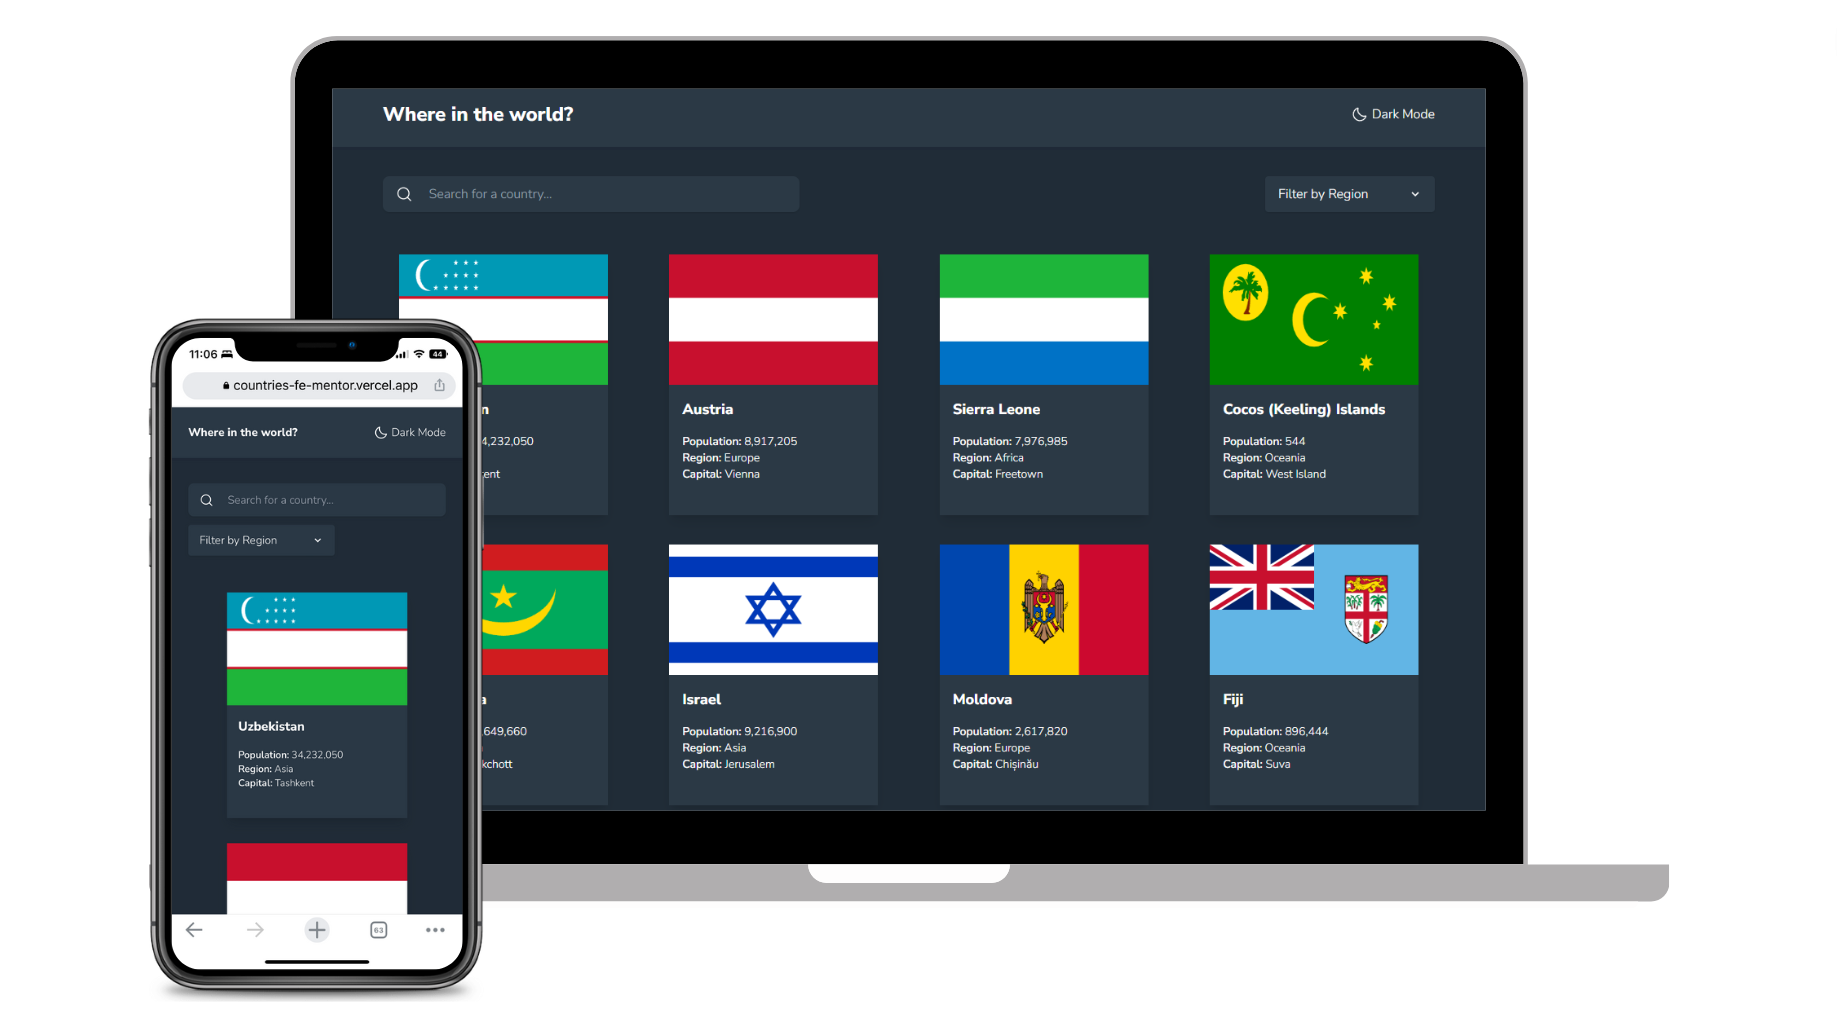 Where in the world?
Dark Mode
Search for a country...
Filter by Region
n
4,232,050
ent
Austria
Population: 8,917,205
Region: Europe
Capital: Vienna
Sierra Leone
Population: 7,976,985
Region: Africa
Capital: Freetown
Cocos (Keeling) Islands
Population: 544
Region: Oceania
Capital: West Island
a
649,660
kchott
Israel
Population: 9,216,900
Region: Asia
Capital: Jerusalem
Moldova
Population: 2,617,820
Region: Europe
Capital: Chișinău
Fiji
Population: 896,444
Region: Oceania
Capital: Suva
11:06
44
countries-fe-mentor.vercel.app
Where in the world?
Dark Mode
Search for a country...
Filter by Region
Uzbekistan
Population: 34,232,050
Region: Asia
Capital: Tashkent
63